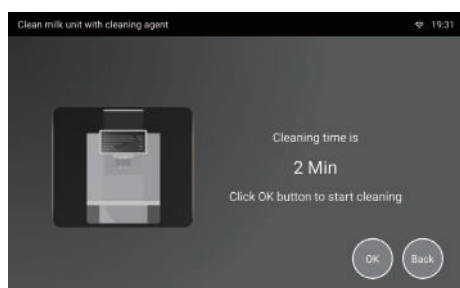 Clean milk unit with cleaning agent
19:31
Cleaning time is
2 Min
Click OK button to start cleaning
OK
Back